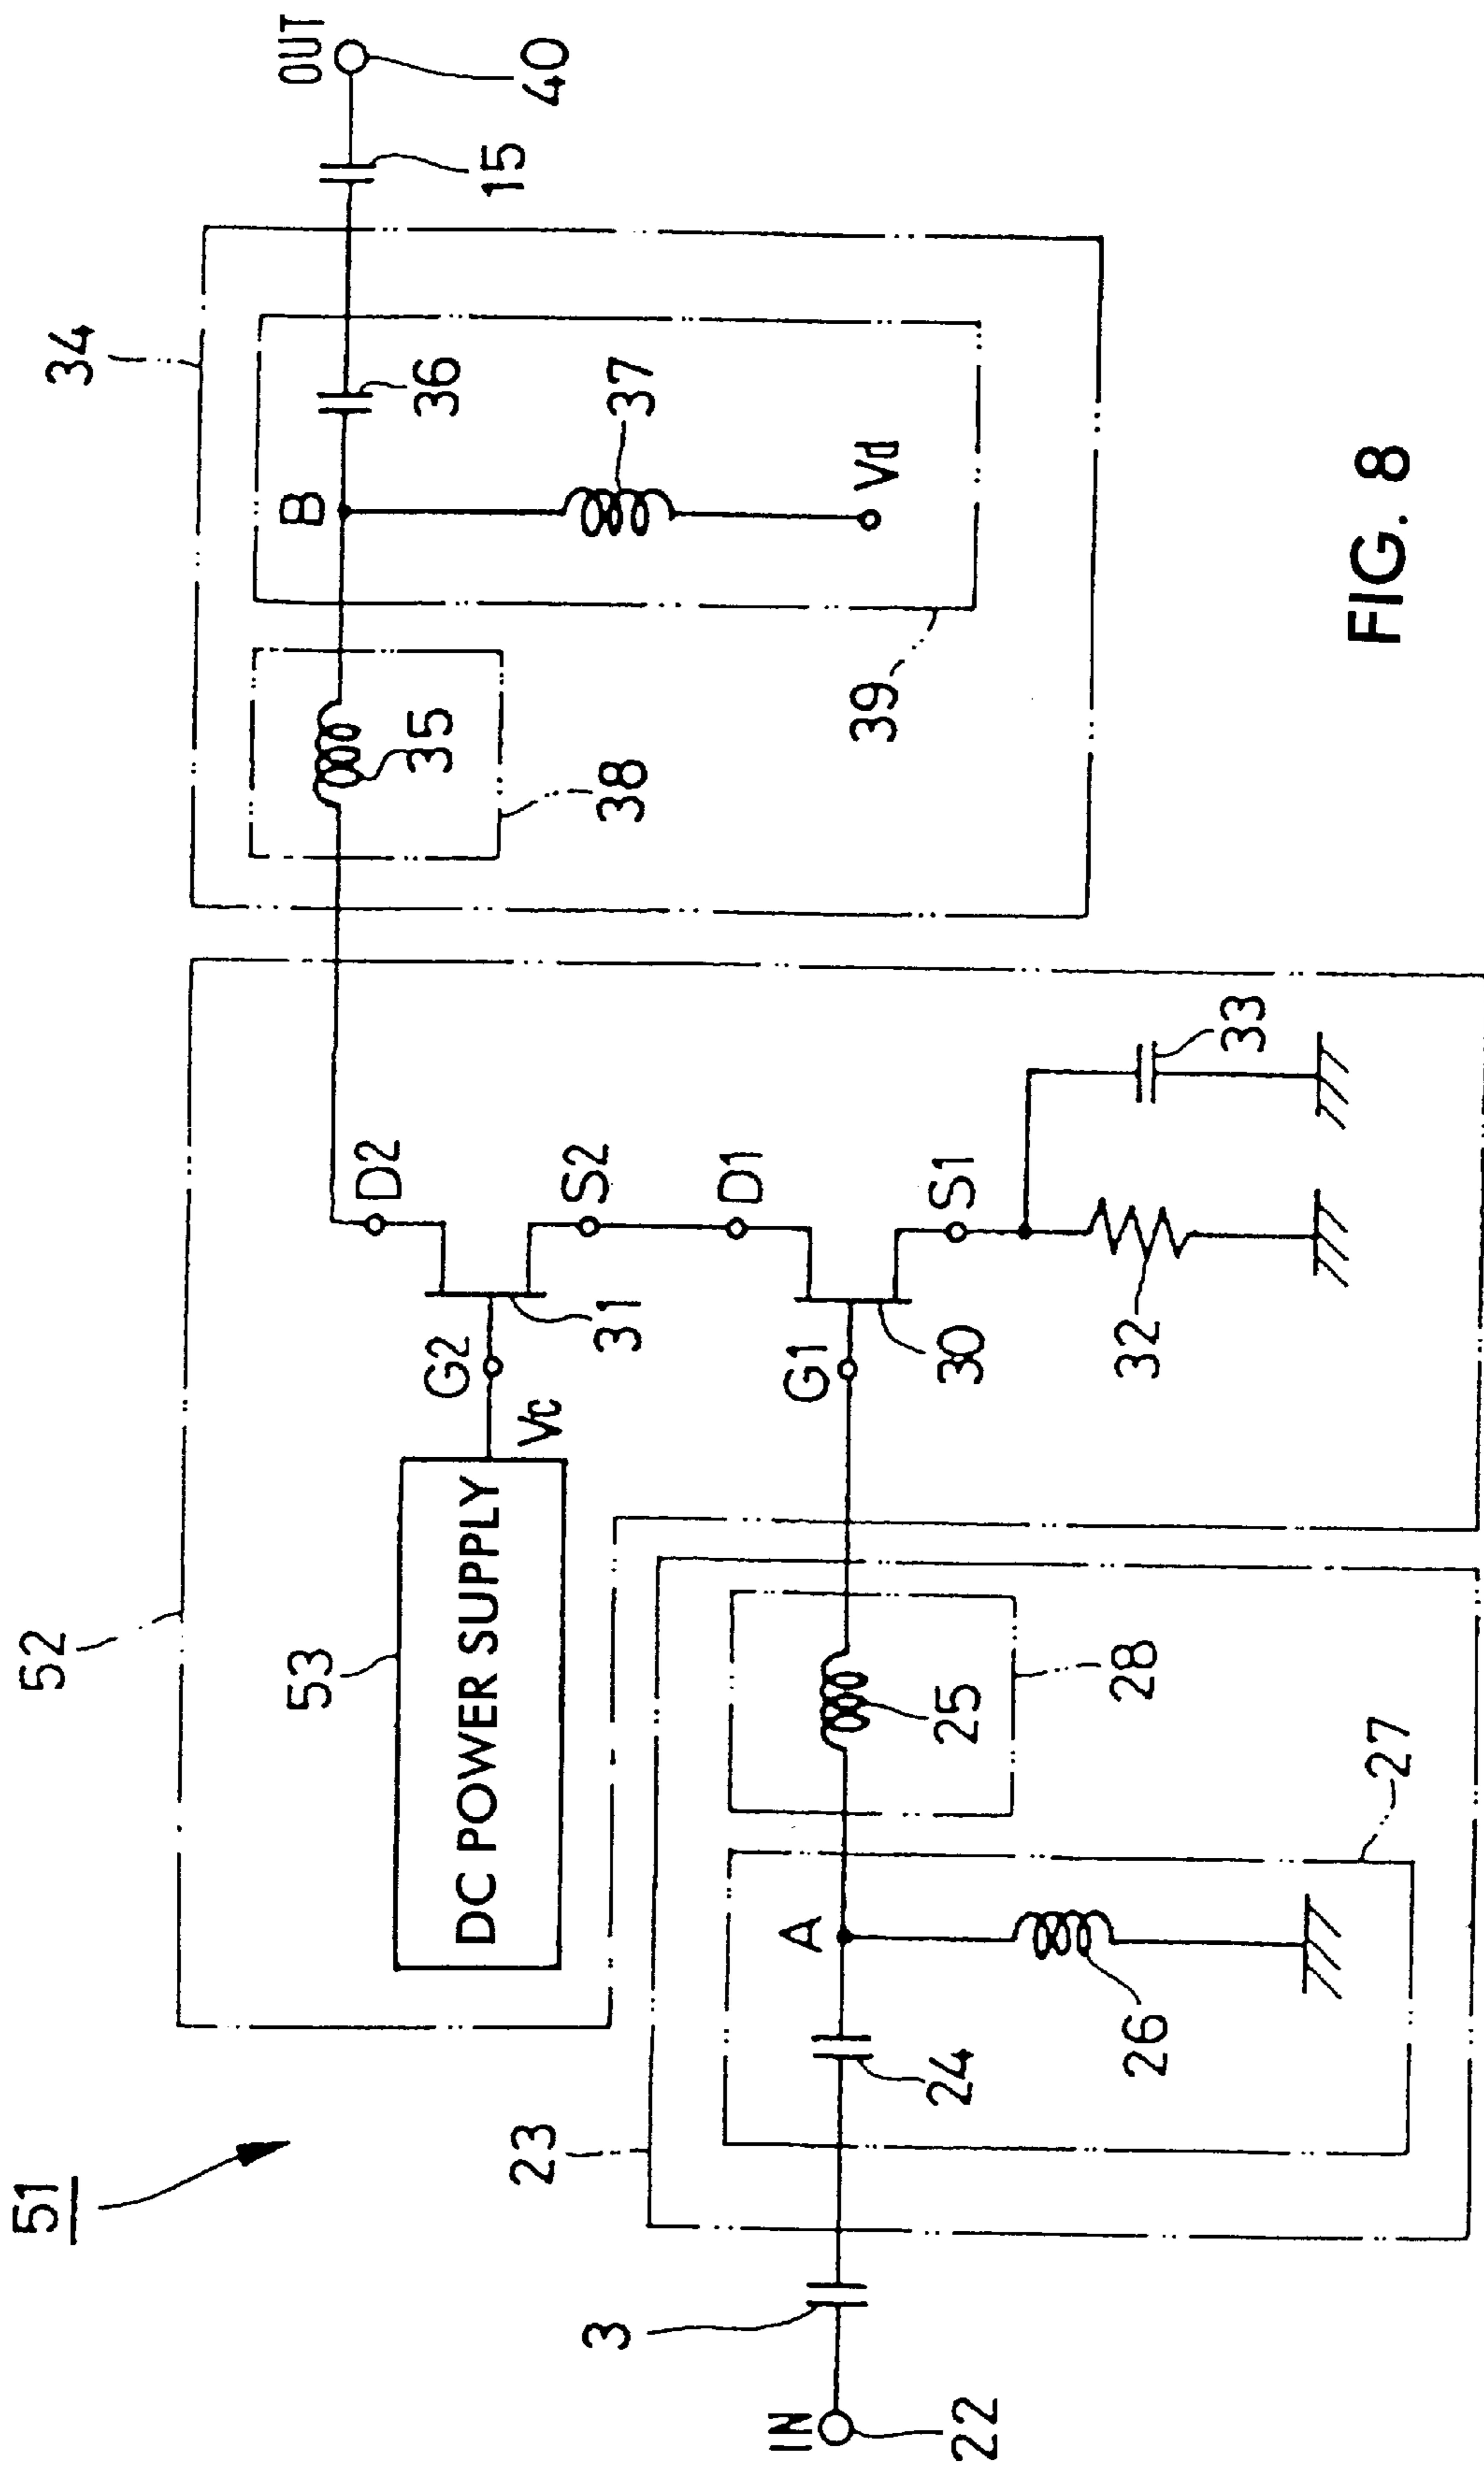 51
52
53
DC POWER SUPPLY
Vc
G2
31
D2
S2
34
B
36
35
38
37
Vd
39
OUT
40
15
IN
22
3
23
24
A
26
27
25
28
G1
30
D1
S1
32
33
FIG. 8